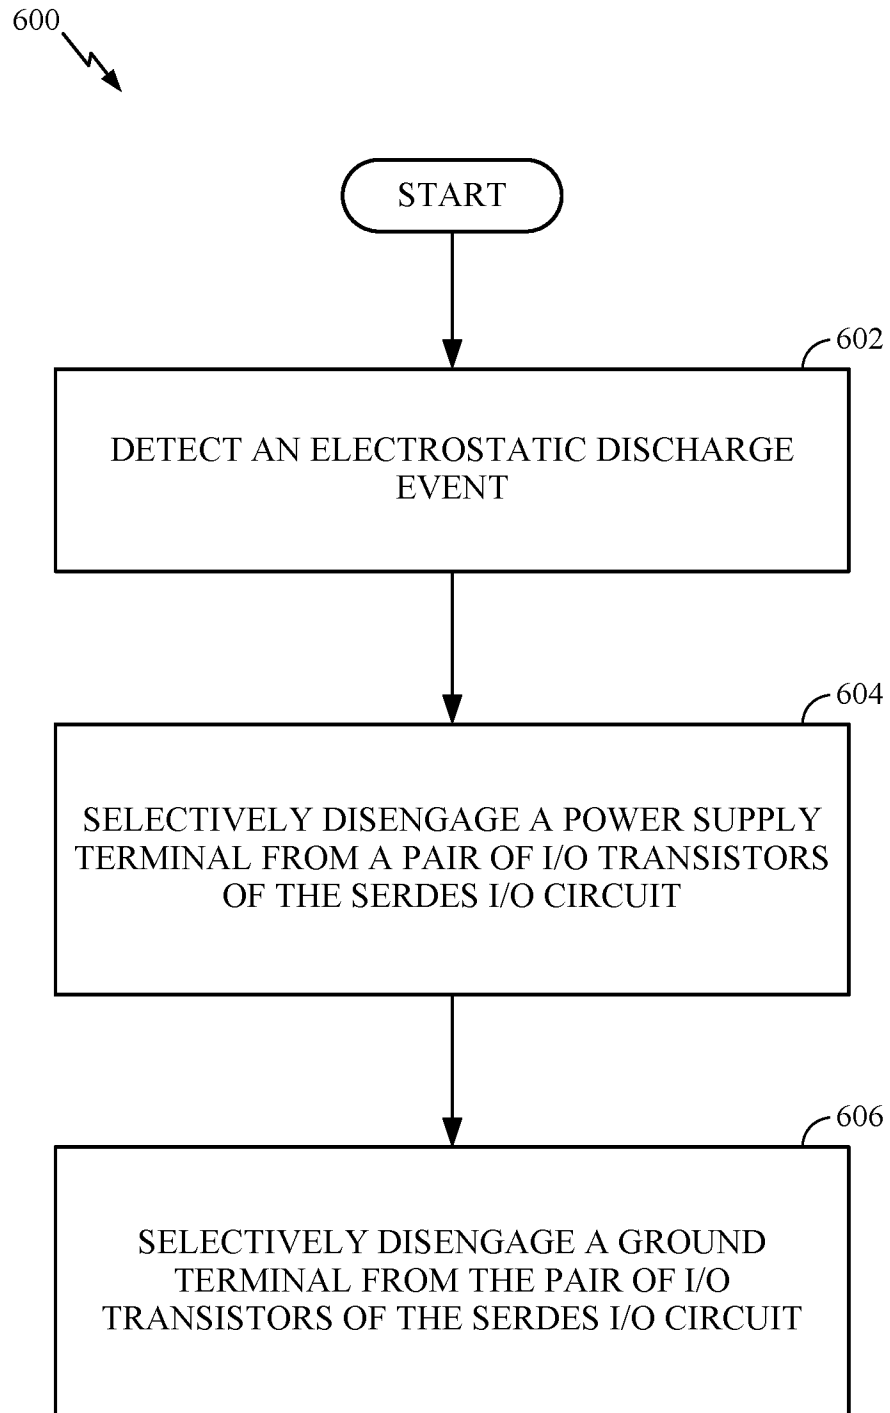 600
START
602
DETECT AN ELECTROSTATIC DISCHARGE
EVENT
604
SELECTIVELY DISENGAGE A POWER SUPPLY
TERMINAL FROM A PAIR OF I/O TRANSISTORS
OF THE SERDES I/O CIRCUIT
606
SELECTIVELY DISENGAGE A GROUND
TERMINAL FROM THE PAIR OF I/O
TRANSISTORS OF THE SERDES I/O CIRCUIT